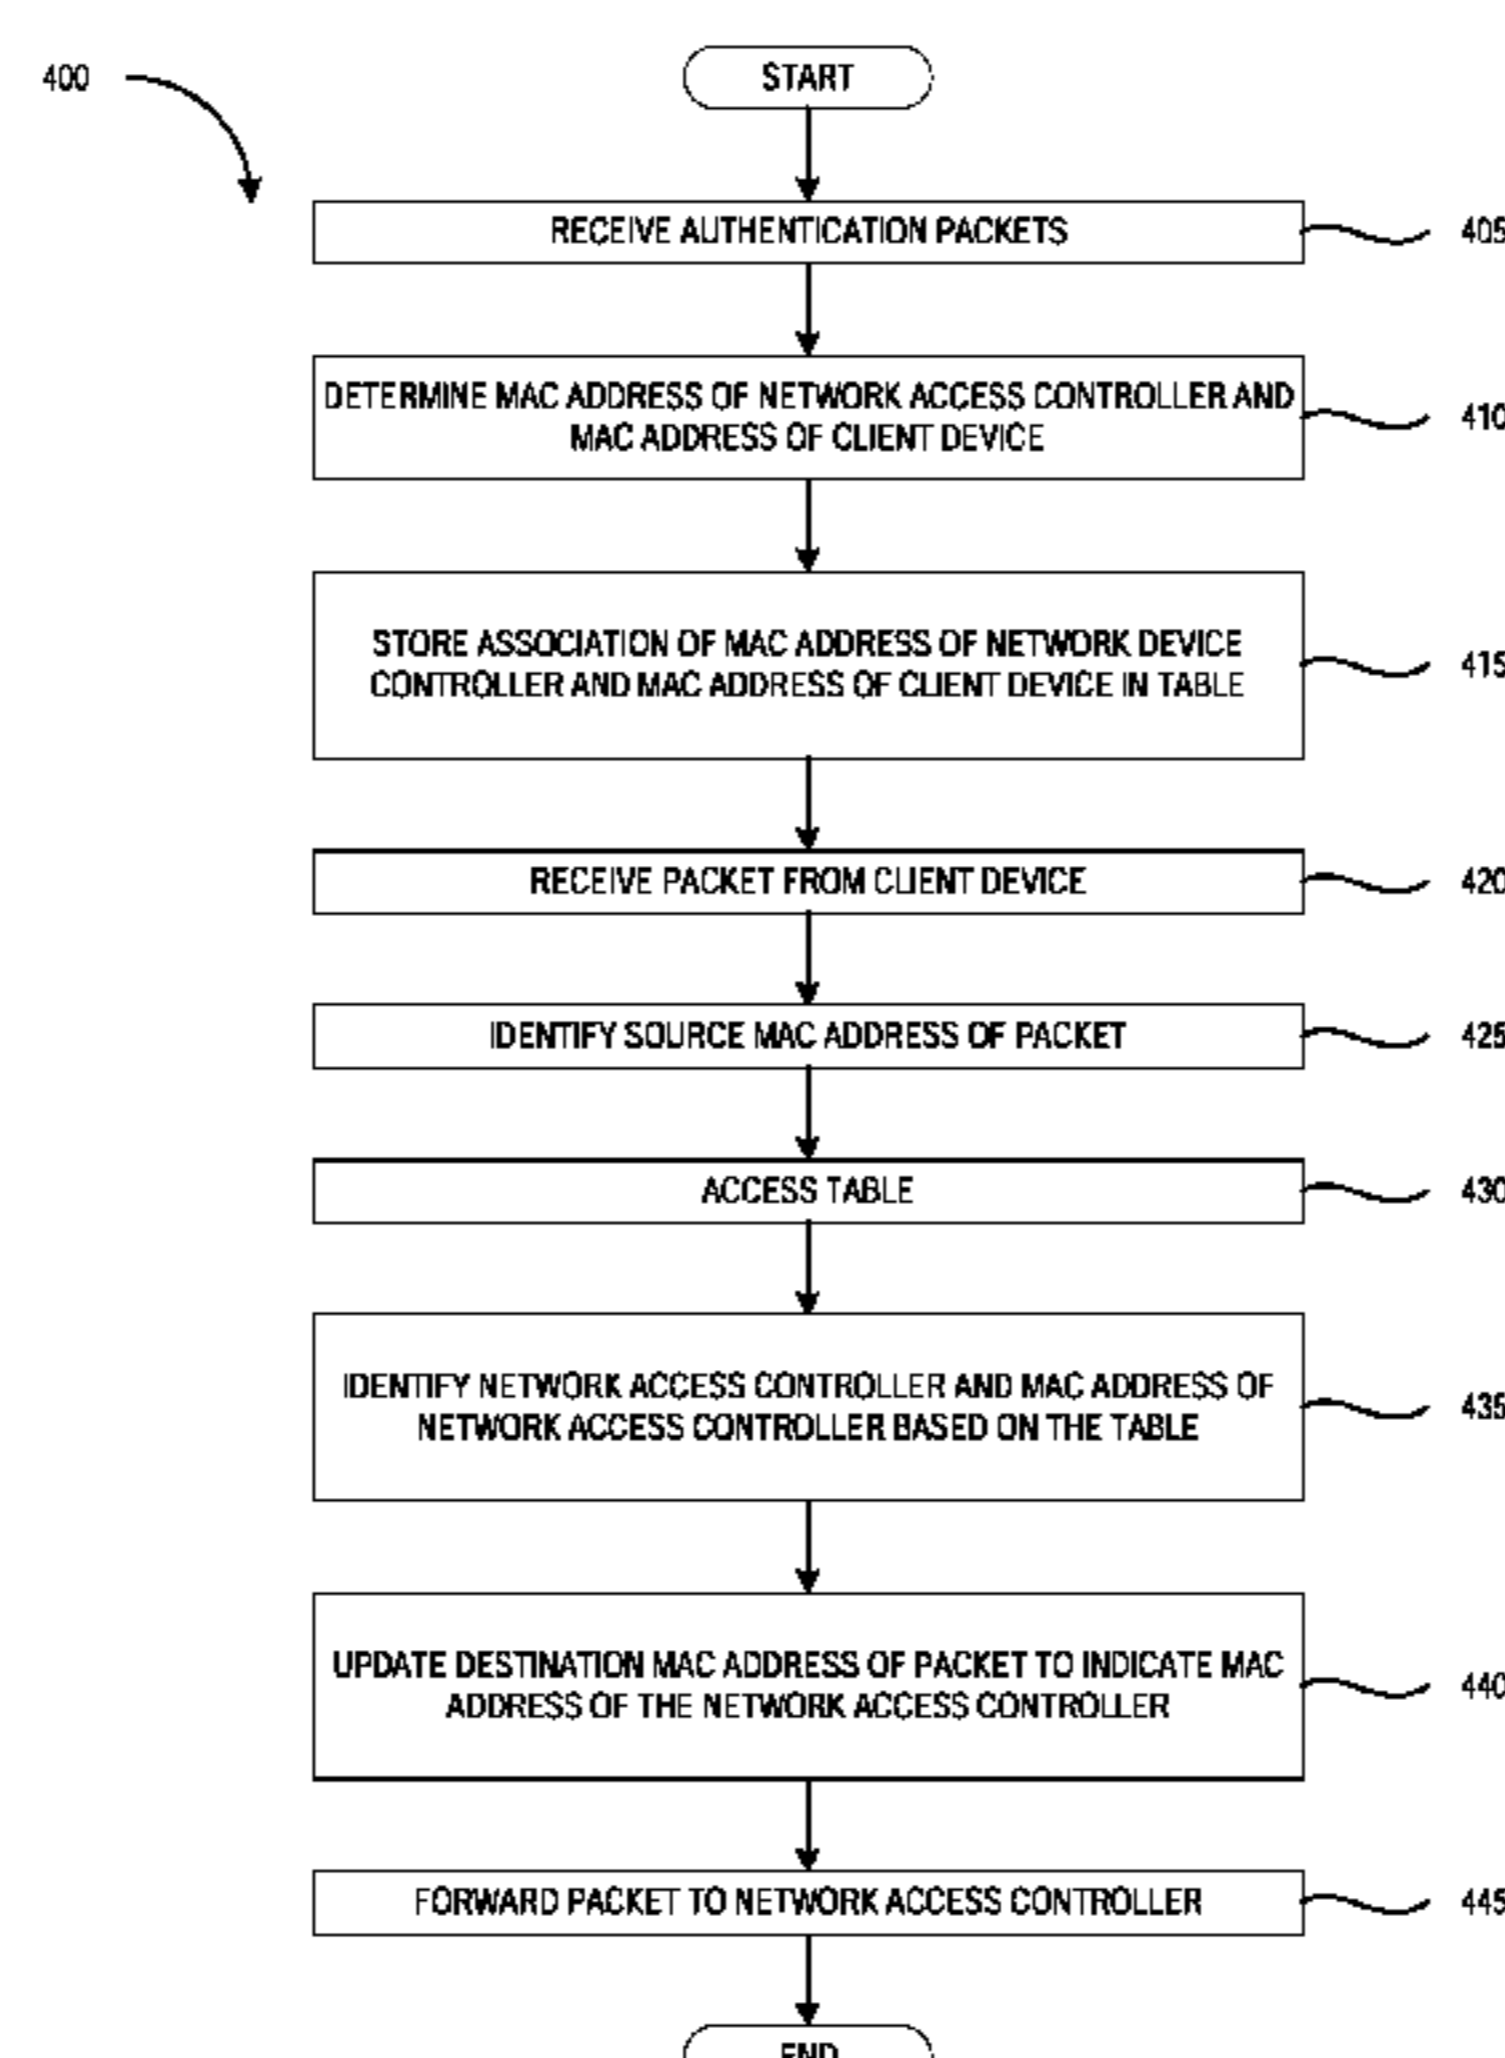 400
START
RECEIVE AUTHENTICATION PACKETS
405
DETERMINE MAC ADDRESS OF NETWORK ACCESS CONTROLLER AND
MAC ADDRESS OF CLIENT DEVICE
410
STORE ASSOCIATION OF MAC ADDRESS OF NETWORK DEVICE
CONTROLLER AND MAC ADDRESS OF CLIENT DEVICE IN TABLE
415
RECEIVE PACKET FROM CLIENT DEVICE
420
IDENTIFY SOURCE MAC ADDRESS OF PACKET
425
ACCESS TABLE
430
IDENTIFY NETWORK ACCESS CONTROLLER AND MAC ADDRESS OF
NETWORK ACCESS CONTROLLER BASED ON THE TABLE
435
UPDATE DESTINATION MAC ADDRESS OF PACKET TO INDICATE MAC
ADDRESS OF THE NETWORK ACCESS CONTROLLER
440
FORWARD PACKET TO NETWORK ACCESS CONTROLLER
445
END